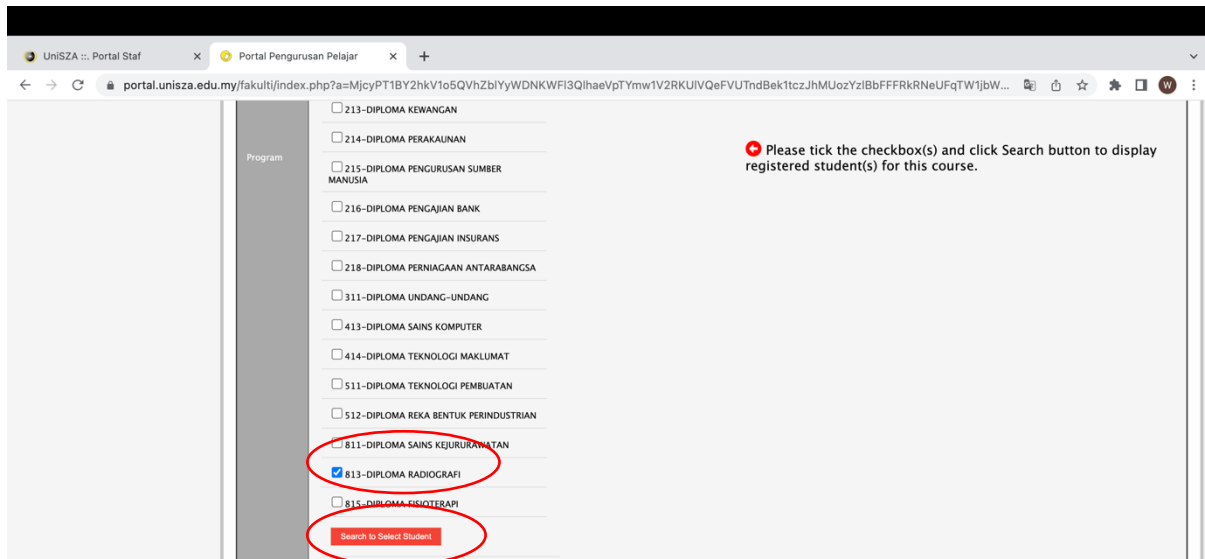 UniSZA ::. Portal Staf
Portal Pengurusan Pelajar
portal.unisza.edu.my/fakulti/index.php?a=MjcyPT1BY2hkV1o5QVhZblYyWDNKWFl3QlhaeVpTYmw1V2RKUlVQeFVUTndBek1tczJhMUozYzlBbFFFRkRNeUFqTW1jbW...
W
213-DIPLOMA KEWANGAN
214-DIPLOMA PERAKAUNAN
Program
215-DIPLOMA PENGURUSAN SUMBER
MANUSIA
216-DIPLOMA PENGAJIAN BANK
217-DIPLOMA PENGAJIAN INSURANS
218-DIPLOMA PERNIAGAAN ANTARABANGSA
311-DIPLOMA UNDANG-UNDANG
413-DIPLOMA SAINS KOMPUTER
414-DIPLOMA TEKNOLOGI MAKLUMAT
511-DIPLOMA TEKNOLOGI PEMBUATAN
512-DIPLOMA REKA BENTUK PERINDUSTRIAN
811-DIPLOMA SAINS KEJURURAWATAN
813-DIPLOMA RADIOGRAFI
815-DIPLOMA FISIOTERAPI
Search to Select Student
Please tick the checkbox(s) and click Search button to display
registered student(s) for this course.